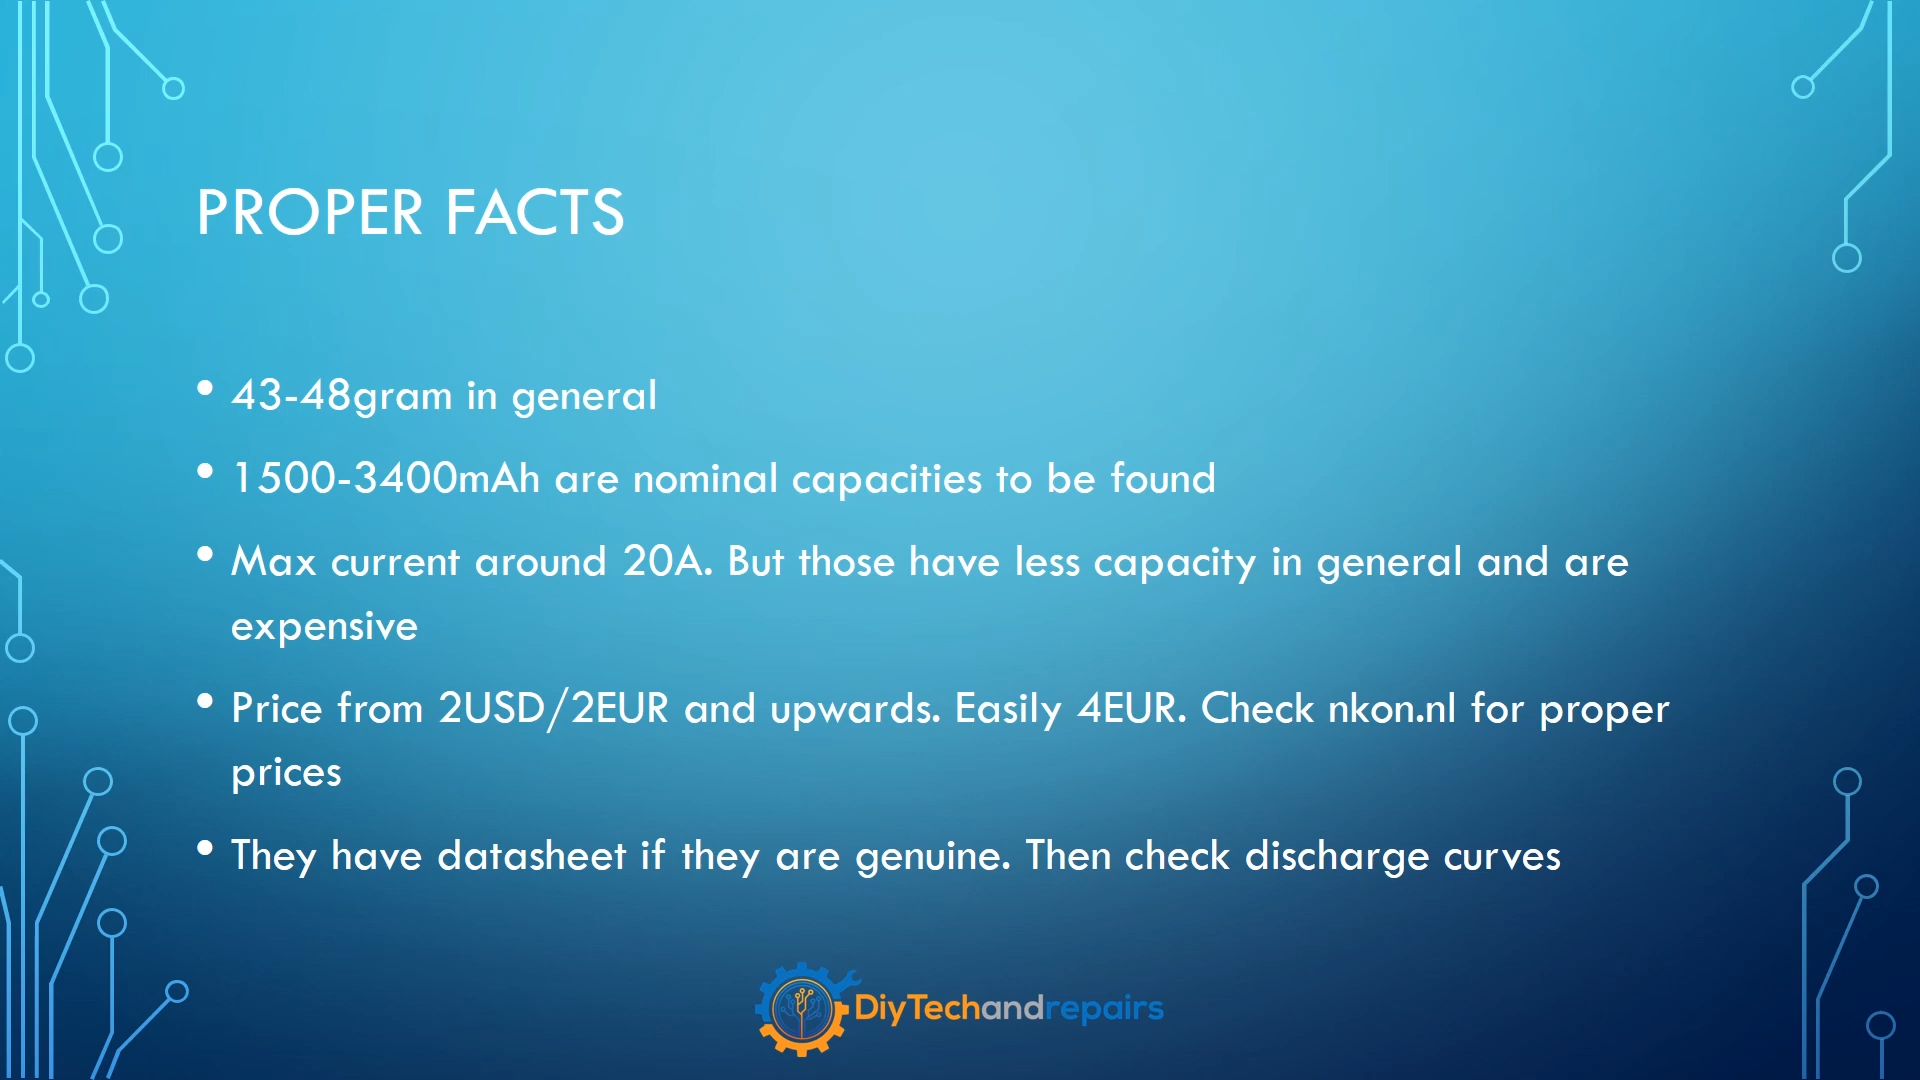 PROPER FACTS
• 43-48gram in general
• 1500-3400mAh are nominal capacities to be found
• Max current around 20A. But those have less capacity in general and are
expensive
• Price from 2USD/2EUR and upwards. Easily 4EUR. Check nkon.nl for proper
prices
• They have datasheet if they are genuine. Then check discharge curves
DiyTechandrepairs